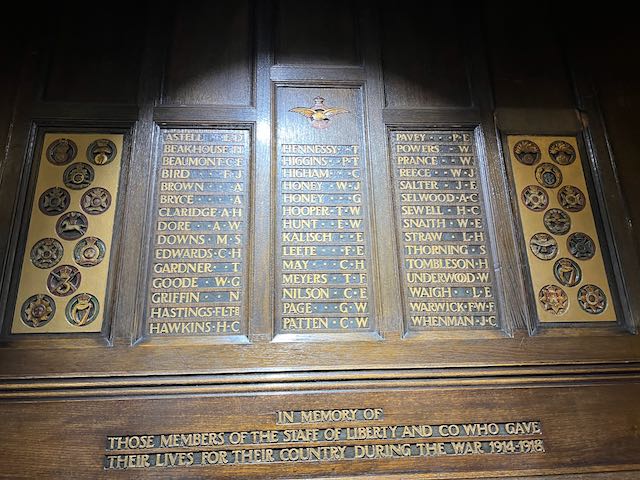 ASTELL · E · D
BEAKHOUSE · H
BEAUMONT · C · E
BIRD · F · J
BROWN · A
BRYCE · A
CLARIDGE · A · H
DORE · A · W
DOWNS · M · S
EDWARDS · C · H
GARDNER · T
GOODE · W · G
GRIFFIN · N
HASTINGS · F · L · T · F
HAWKINS · H · C
HENNESSY · T
HIGGINS · P · T
HIGHAM · C
HONEY · W · J
HONEY · G
HOOPER · T · W
HUNT · E · W
KALISCH · E
LEETE · F · E
MAY · C · H
MEYERS · T · F
NILSON · C · E
PAGE · G · W
PATTEN · C · W
PAVEY · P · E
POWERS · W
PRANCE · W
REECE · W · J
SALTER · J · E
SELWOOD · A · C
SEWELL · H · C
SNAITH · W · E
STRAW · L · H
THORNING · S
TOMBLESON · H
UNDERWOOD · W
WAIGH · L · E
WARWICK · F · W · F
WHENMAN · J · C
IN MEMORY OF
THOSE MEMBERS OF THE STAFF OF LIBERTY AND CO WHO GAVE
THEIR LIVES FOR THEIR COUNTRY DURING THE WAR 1914-1918